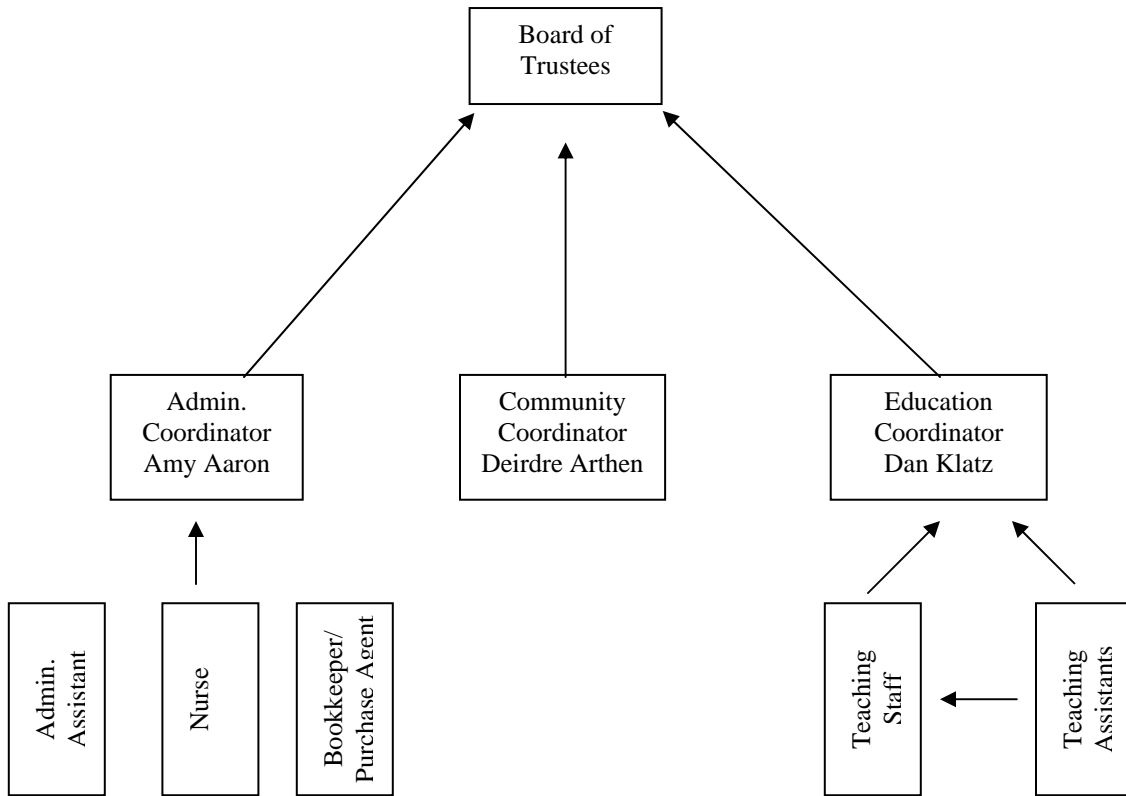 Board of
Trustees
Admin.
Coordinator
Amy Aaron
Community
Coordinator
Deirdre Arthen
Education
Coordinator
Dan Klatz
Admin.
Assistant
Nurse
Bookkeeper/
Purchase Agent
Teaching
Staff
Teaching
Assistants